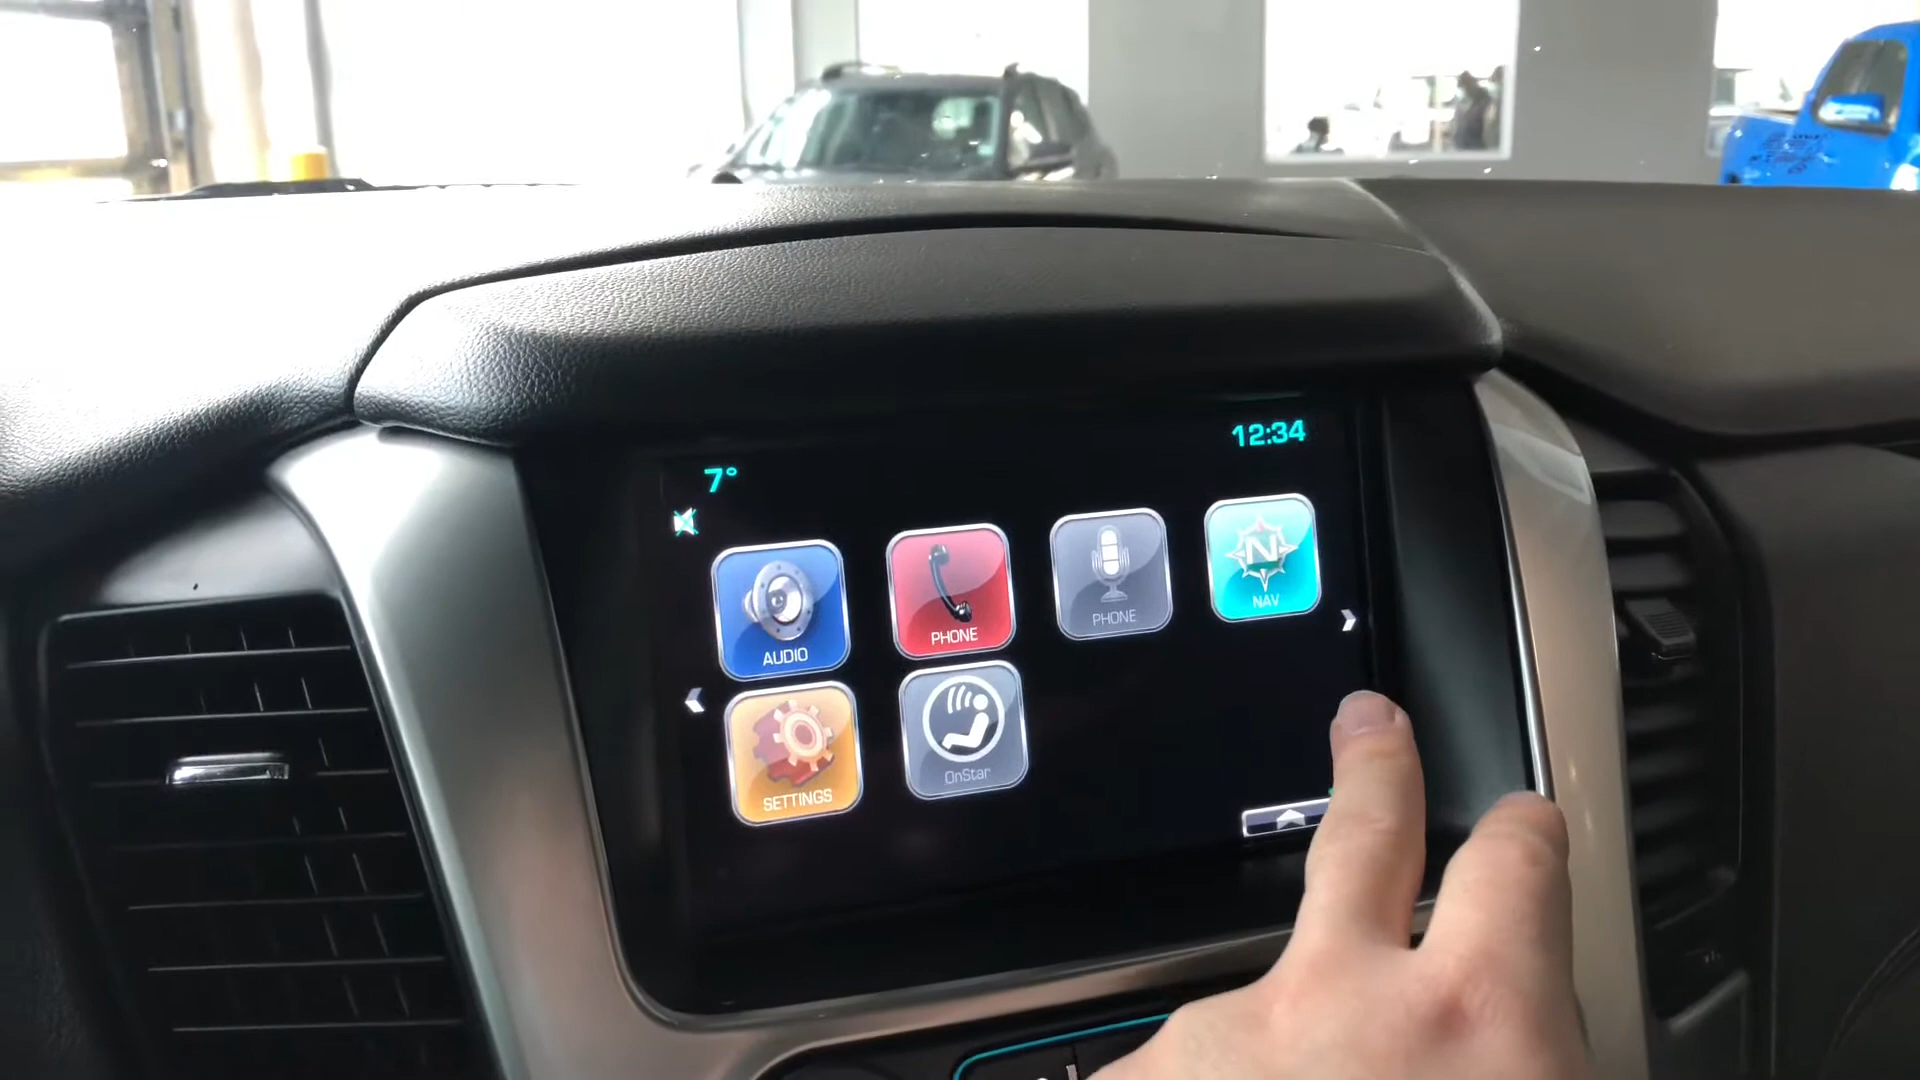 12:34
7°
AUDIO
PHONE
PHONE
N
NAV
SETTINGS
OnStar